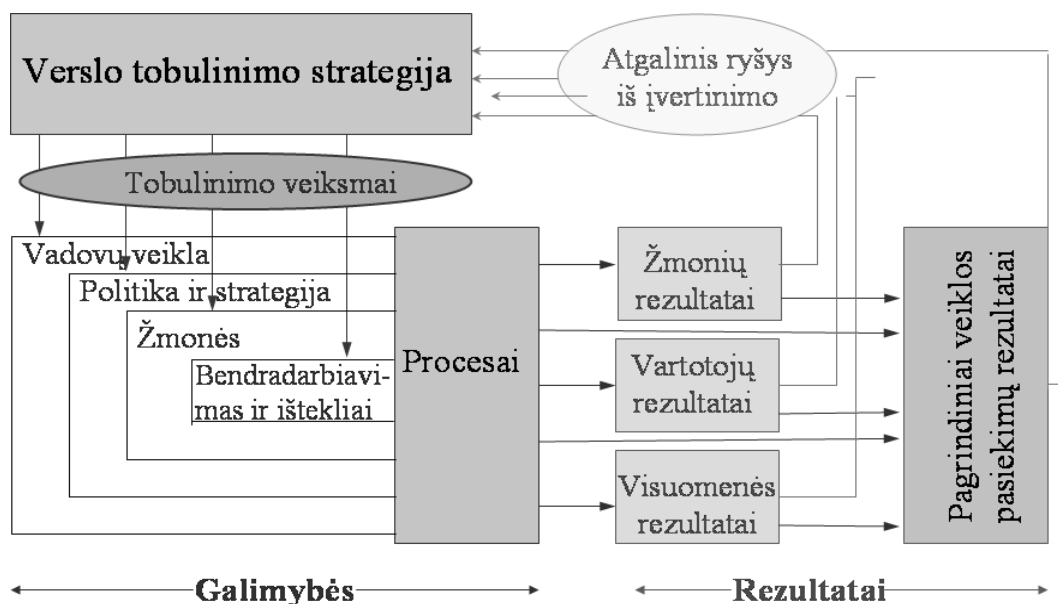 Verslo tobulinimo strategija
Atgalinis ryšys
iš įvertinimo
Tobulinimo veiksmai
Vadovų veikla
Politika ir strategija
Žmonės
Bendradarbiavi-
mas ir ištekliai
Procesai
Žmonių
rezultatai
Vartotojų
rezultatai
Visuomenės
rezultatai
Pagrindiniai veiklos
pasiekimų rezultatai
Galimybės
Rezultatai